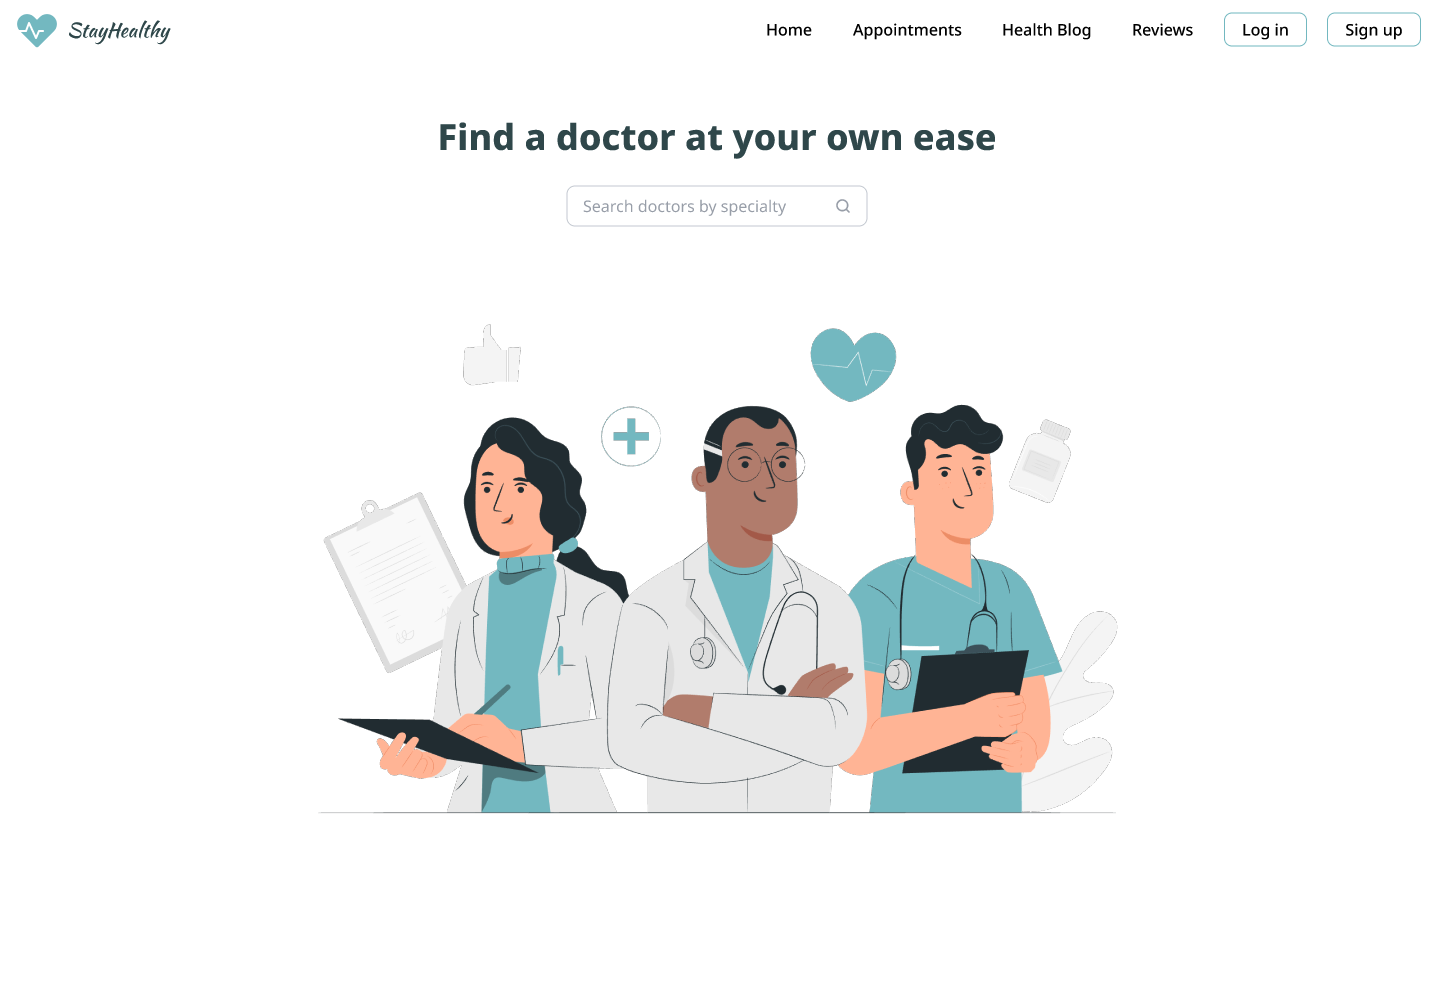 StayHealthy
Home Appointments Health Blog Reviews Log in Sign up
Find a doctor at your own ease
Search doctors by specialty